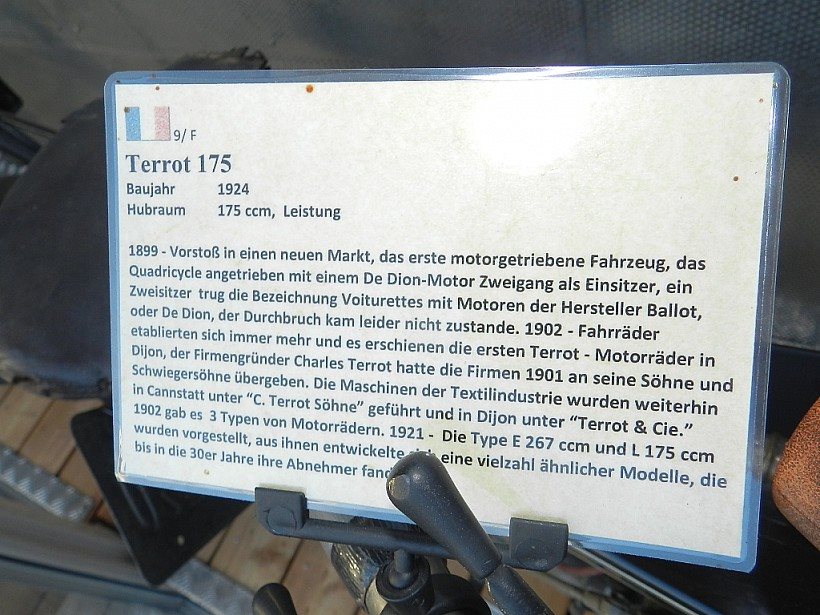 9/ F
Terrot 175
Baujahr 1924
Hubraum 175 ccm, Leistung
1899 - Vorstoß in einen neuen Markt, das erste motorgetriebene Fahrzeug, das
Quadricycle angetrieben mit einem De Dion-Motor Zweigang als Einsitzer, ein
Zweisitzer trug die Bezeichnung Voiturettes mit Motoren der Hersteller Ballot,
oder De Dion, der Durchbruch kam leider nicht zustande. 1902 - Fahrräder
etablierten sich immer mehr und es erschienen die ersten Terrot - Motorräder in
Dijon, der Firmengründer Charles Terrot hatte die Firmen 1901 an seine Söhne und
Schwiegersöhne übergeben. Die Maschinen der Textilindustrie wurden weiterhin
in Cannstatt unter “C. Terrot Söhne” geführt und in Dijon unter “Terrot & Cie.”
1902 gab es 3 Typen von Motorrädern. 1921 - Die Type E 267 ccm und L 175 ccm
wurden vorgestellt, aus ihnen entwickelte eine vielzahl ähnlicher Modelle, die
bis in die 30er Jahre ihre Abnehmer